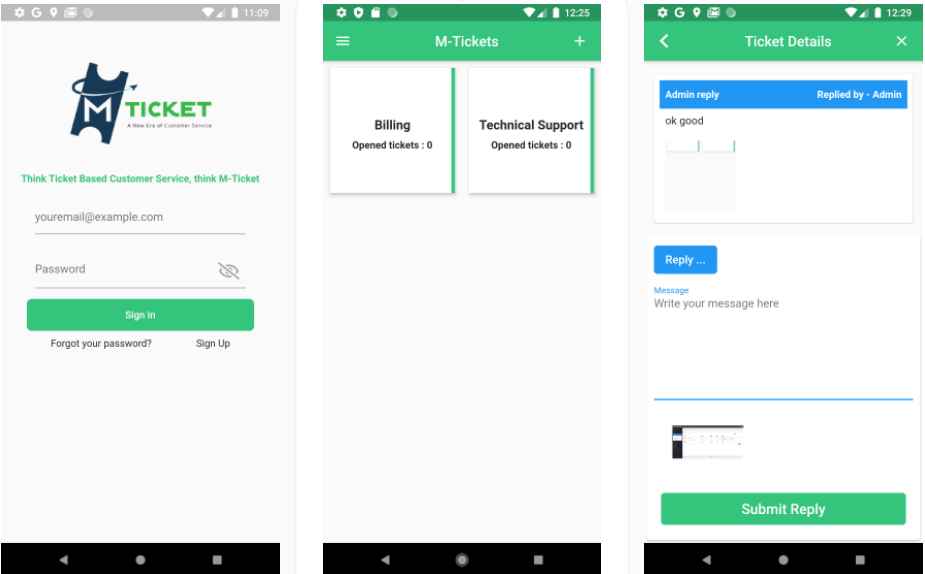 11:09
M TICKET
A New Era of Customer Service
Think Ticket Based Customer Service, think M-Ticket
youremail@example.com
Password
Sign in
Forgot your password? Sign Up
12:25
M-Tickets
Billing
Opened tickets : 0
Technical Support
Opened tickets : 0
G 12:29
Ticket Details
Admin reply Replied by - Admin
ok good
Reply ...
Message
Write your message here
Submit Reply